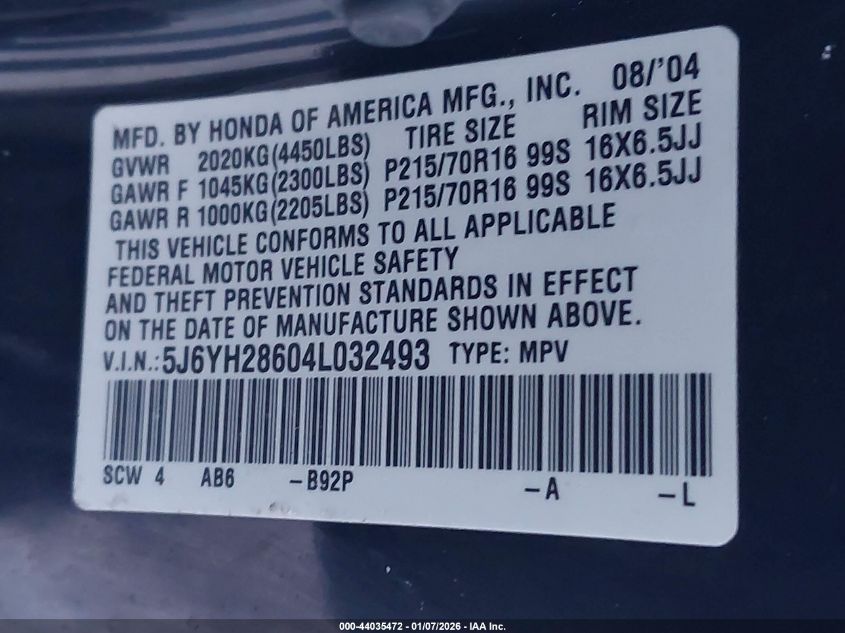 MFD. BY HONDA OF AMERICA MFG., INC. 08/'04
GVWR 2020KG(4450LBS) TIRE SIZE RIM SIZE
GAWR F 1045KG(2300LBS) P215/70R16 99S 16X6.5JJ
GAWR R 1000KG(2205LBS) P215/70R16 99S 16X6.5JJ
THIS VEHICLE CONFORMS TO ALL APPLICABLE
FEDERAL MOTOR VEHICLE SAFETY
AND THEFT PREVENTION STANDARDS IN EFFECT
ON THE DATE OF MANUFACTURE SHOWN ABOVE.
V.I.N.:5J6YH28604L032493 TYPE: MPV
SCW 4 AB6 -B92P -A -L
000-44035472 - 01/07/2026 - IAA Inc.